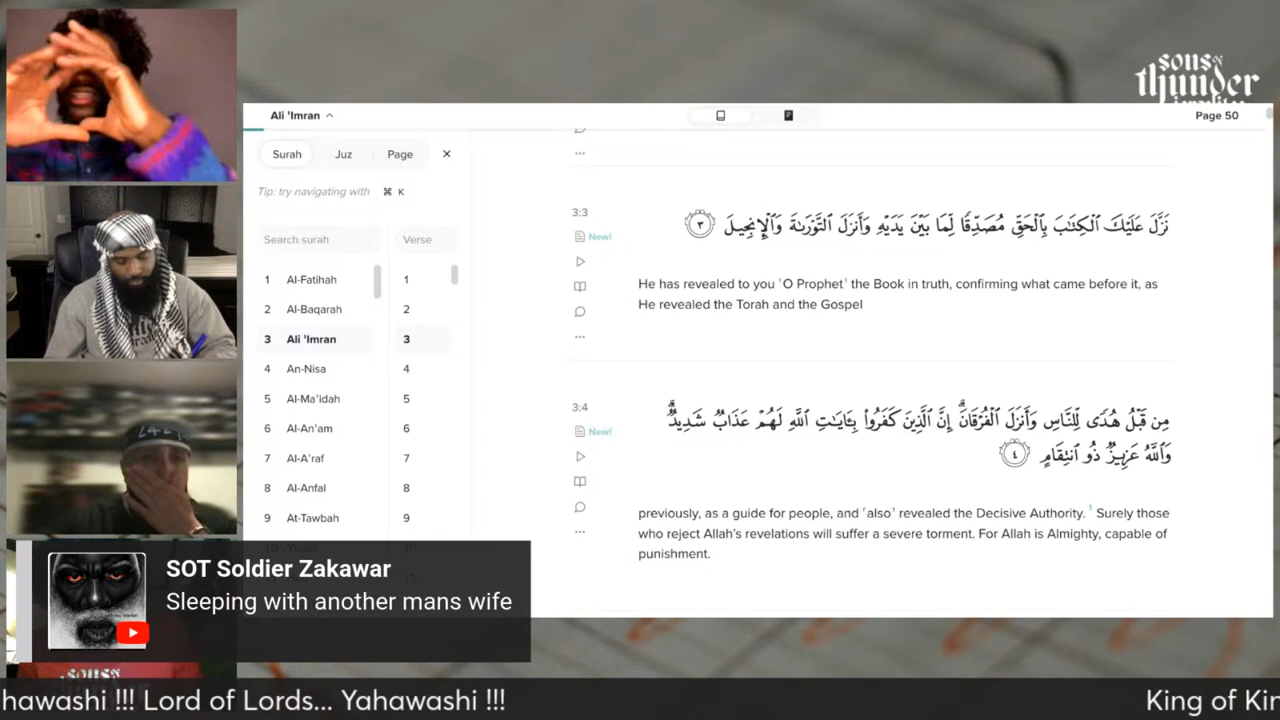 sons of
thunder
israelites
Ali 'Imran
Page 50
Surah Juz Page
Tip: try navigating with ⌘ K
Search surah Verse
1 Al-Fatihah 1
2 Al-Baqarah 2
3 Ali 'Imran 3
4 An-Nisa 4
5 Al-Ma'idah 5
6 Al-An'am 6
7 Al-A'raf 7
8 Al-Anfal 8
9 At-Tawbah 9
3:3
New!
نَزَّلَ عَلَيْكَ ٱلْكِتَـٰبَ بِٱلْحَقِّ مُصَدِّقًا لِّمَا بَيْنَ يَدَيْهِ وَأَنزَلَ ٱلتَّوْرَىٰةَ وَٱلْإِنجِيلَ ٣
He has revealed to you ˹O Prophet˺ the Book in truth, confirming what came before it, as
He revealed the Torah and the Gospel
3:4
New!
مِن قَبْلُ هُدًى لِّلنَّاسِ وَأَنزَلَ ٱلْفُرْقَانَ ۗ إِنَّ ٱلَّذِينَ كَفَرُوا۟ بِـَٔايَـٰتِ ٱللَّهِ لَهُمْ عَذَابٌ شَدِيدٌ ۗ
وَٱللَّهُ عَزِيزٌ ذُو ٱنتِقَامٍ ٤
previously, as a guide for people, and ˹also˺ revealed the Decisive Authority. 1 Surely those
who reject Allah's revelations will suffer a severe torment. For Allah is Almighty, capable of
punishment.
SOT Soldier Zakawar
Sleeping with another mans wife
sons of
hawashi !!! Lord of Lords... Yahawashi !!! King of Kin